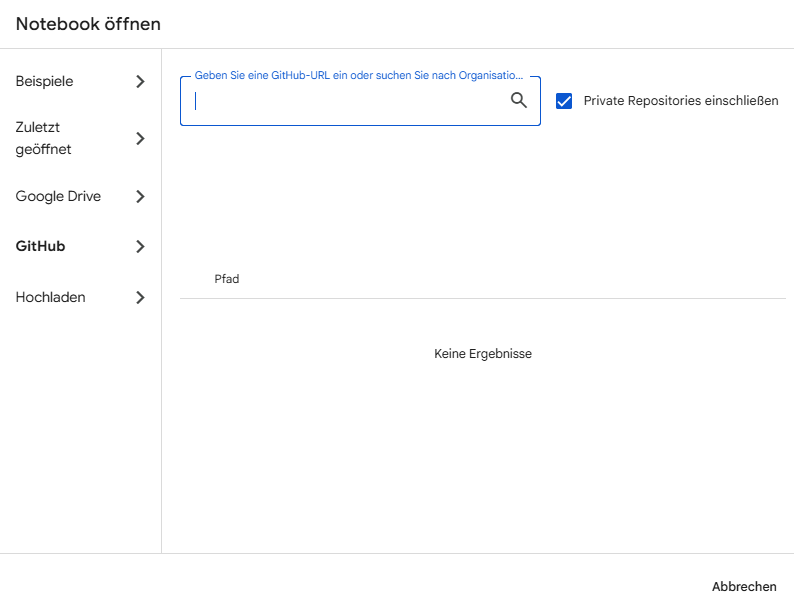 Notebook öffnen
Beispiele
Zuletzt
geöffnet
Google Drive
GitHub
Hochladen
Geben Sie eine GitHub-URL ein oder suchen Sie nach Organisatio...
Private Repositories einschließen
Pfad
Keine Ergebnisse
Abbrechen